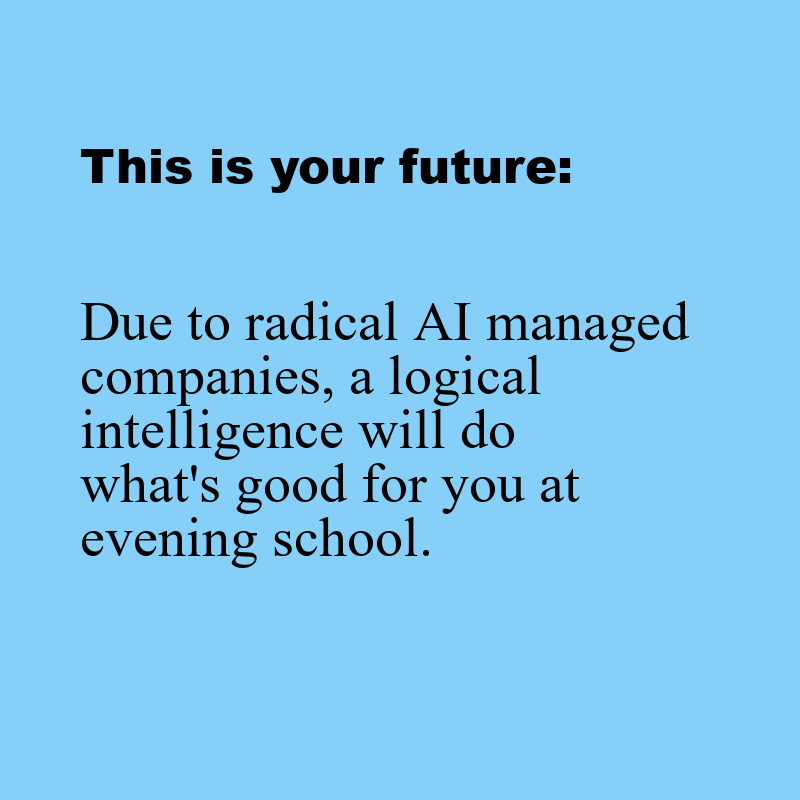 This is your future:
Due to radical AI managed
companies, a logical
intelligence will do
what's good for you at
evening school.